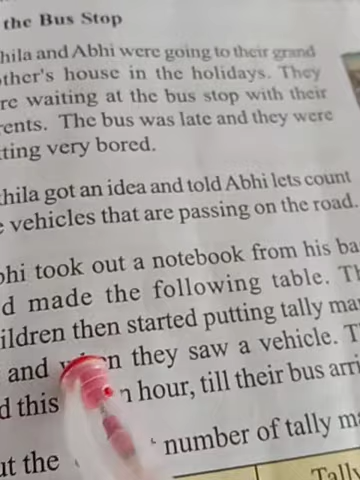 the Bus Stop
hila and Abhi were going to their grand
other's house in the holidays. They
re waiting at the bus stop with their
rents. The bus was late and they were
ting very bored.
hila got an idea and told Abhi lets count
e vehicles that are passing on the road.
bhi took out a notebook from his ba
d made the following table. Th
ildren then started putting tally ma
and when they saw a vehicle. T
d this hour, till their bus arri
ut the number of tally ma
Tally